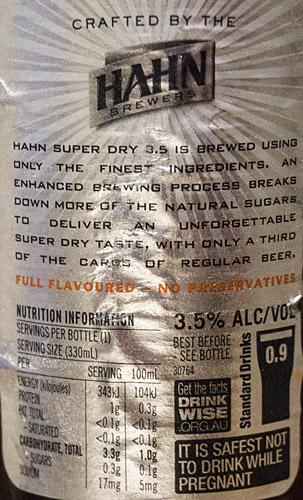 CRAFTED BY THE
HAHN
BREWERS
HAHN SUPER DRY 3.5 IS BREWED USING
ONLY THE FINEST INGREDIENTS. AN
ENHANCED BREWING PROCESS BREAKS
DOWN MORE OF THE NATURAL SUGARS
TO DELIVER AN UNFORGETTABLE
SUPER DRY TASTE, WITH ONLY A THIRD
OF THE CARBS OF REGULAR BEER.
FULL FLAVOURED – NO PRESERVATIVES
NUTRITION INFORMATION
SERVINGS PER BOTTLE (1)
SERVING SIZE (330mL)
PER SERVING 100mL
ENERGY (kilojoules) 343kJ 104kJ
PROTEIN 1g 0.3g
FAT, TOTAL <0.1g <0.1g
- SATURATED <0.1g <0.1g
CARBOHYDRATE, TOTAL 3.3g 1.0g
- SUGARS 0.3g 0.1g
SODIUM 17mg 5mg
3.5% ALC/VOL
BEST BEFORE:
SEE BOTTLE.
30764
Get the facts
DRINK
WISE
.ORG.AU
Standard Drinks
0.9
IT IS SAFEST NOT
TO DRINK WHILE
PREGNANT